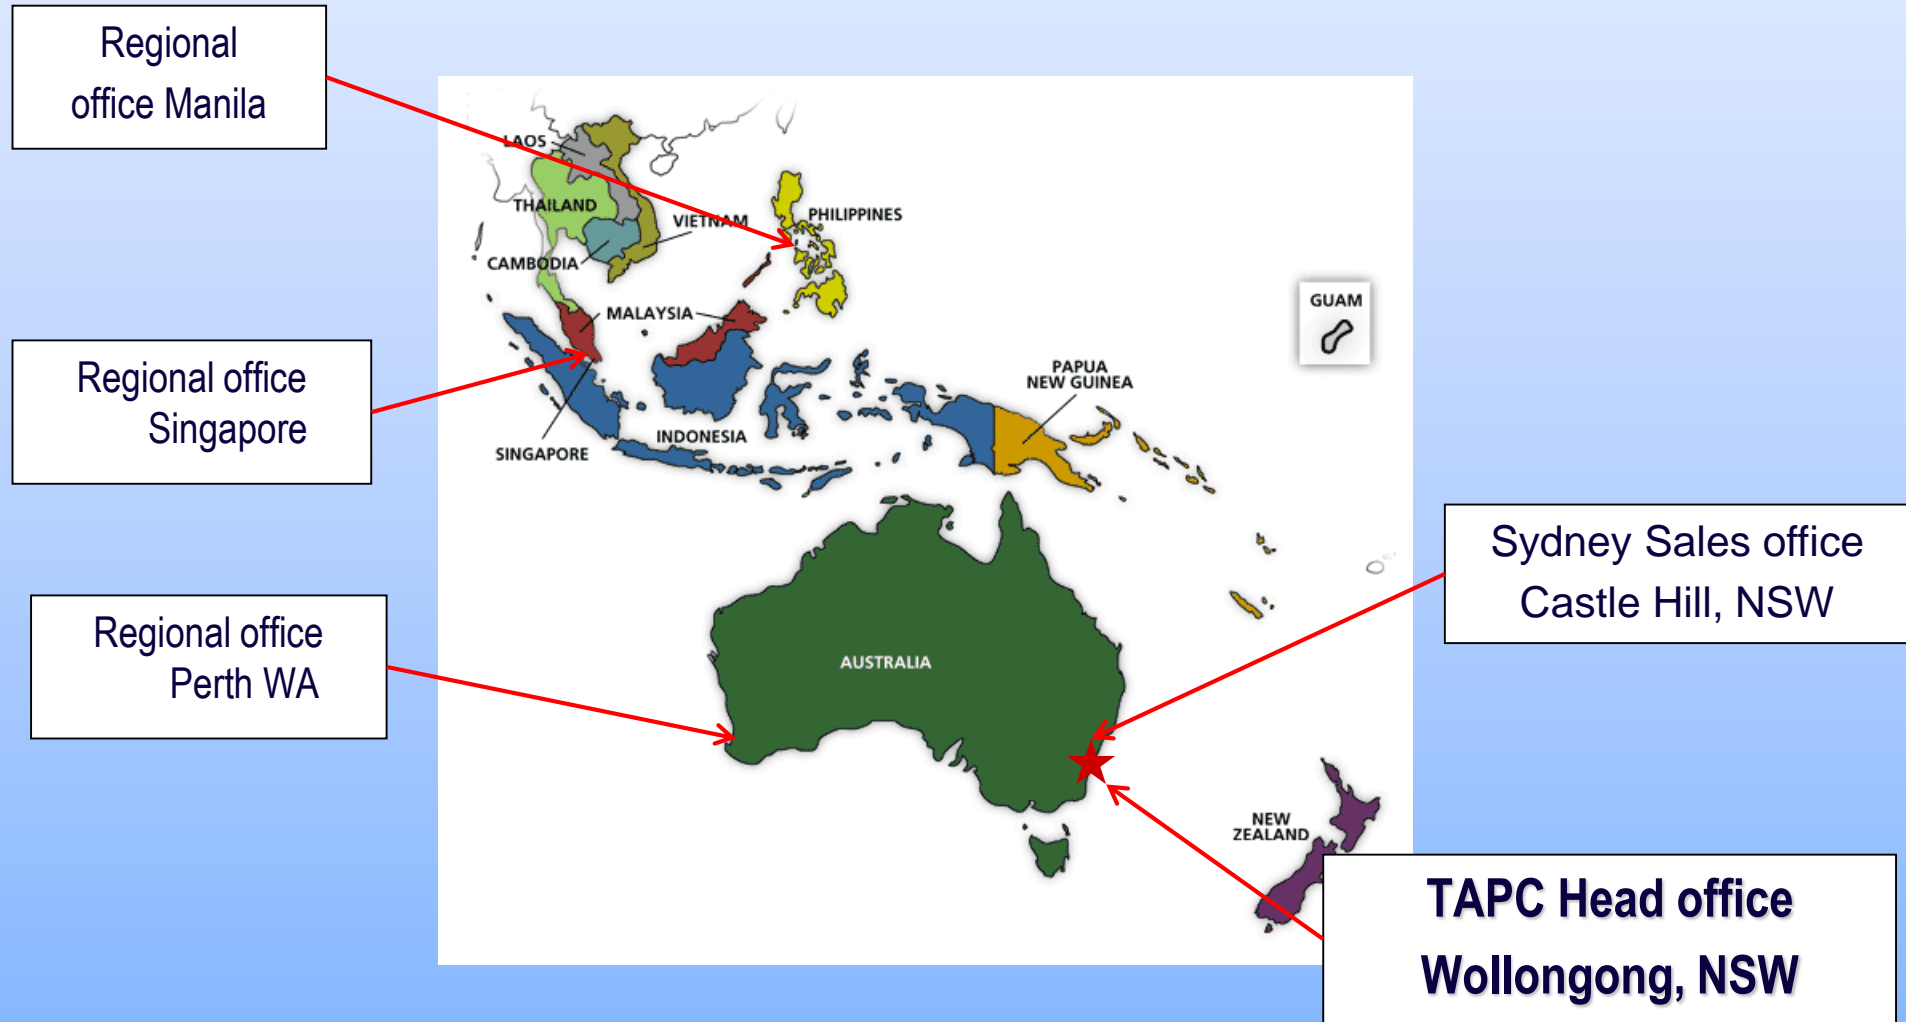 Regional
office Manila
LAOS
THAILAND
VIETNAM
PHILIPPINES
CAMBODIA
MALAYSIA
GUAM
Regional office
Singapore
PAPUA
NEW GUINEA
INDONESIA
SINGAPORE
Sydney Sales office
Castle Hill, NSW
Regional office
Perth WA
AUSTRALIA
NEW
ZEALAND
TAPC Head office
Wollongong, NSW